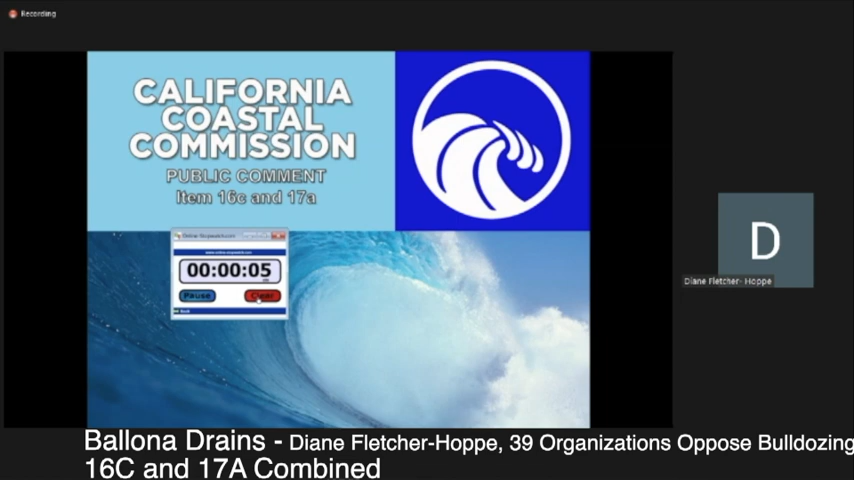 Recording
CALIFORNIA
COASTAL
COMMISSION
PUBLIC COMMENT
Item 16c and 17a
00:00:05
Pause
Clear
D
Diane Fletcher- Hoppe
Ballona Drains - Diane Fletcher-Hoppe, 39 Organizations Oppose Bulldozing
16C and 17A Combined